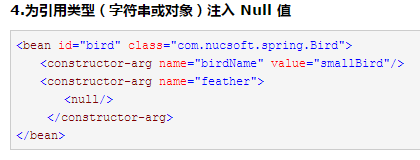 4.为引用类型（字符串或对象）注入 Null 值
<bean id="bird" class="com.nucsoft.spring.Bird">
    <constructor-arg name="birdName" value="smallBird"/>
    <constructor-arg name="feather">
        <null/>
     </constructor-arg>
</bean>